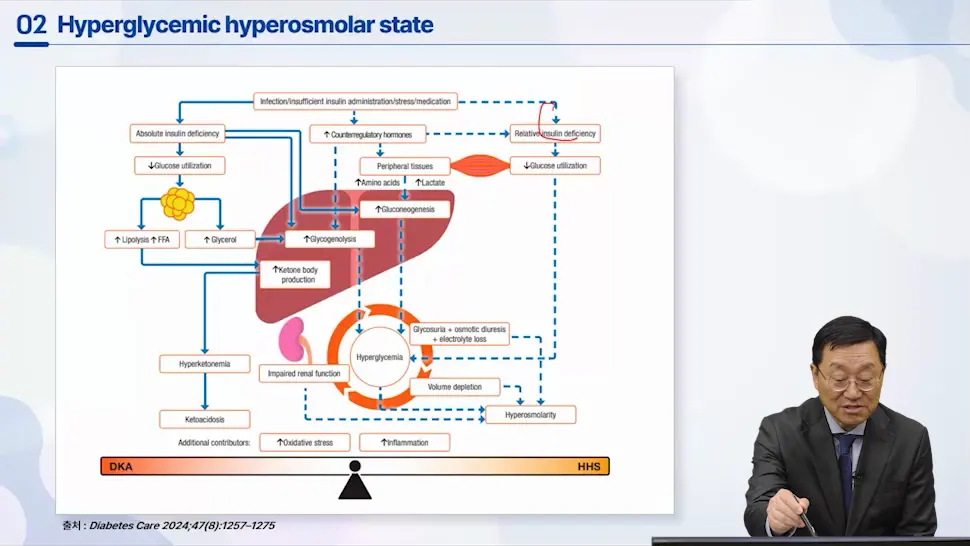 02 Hyperglycemic hyperosmolar state
Infection/insufficient insulin administration/stress/medication
Absolute insulin deficiency
↑ Counterregulatory hormones
Relative insulin deficiency
↓Glucose utilization
Peripheral tissues
↓Glucose utilization
↑Amino acids
↑Lactate
↑Gluconeogenesis
↑ Lipolysis ↑ FFA
↑ Glycerol
↑Glycogenolysis
↑Ketone body
production
Glycosuria + osmotic diuresis
+ electrolyte loss
Hyperglycemia
Hyperketonemia
Impaired renal function
Volume depletion
Hyperosmolarity
Ketoacidosis
Additional contributors:
↑Oxidative stress
↑Inflammation
DKA
HHS
출처 : Diabetes Care 2024;47(8):1257–1275